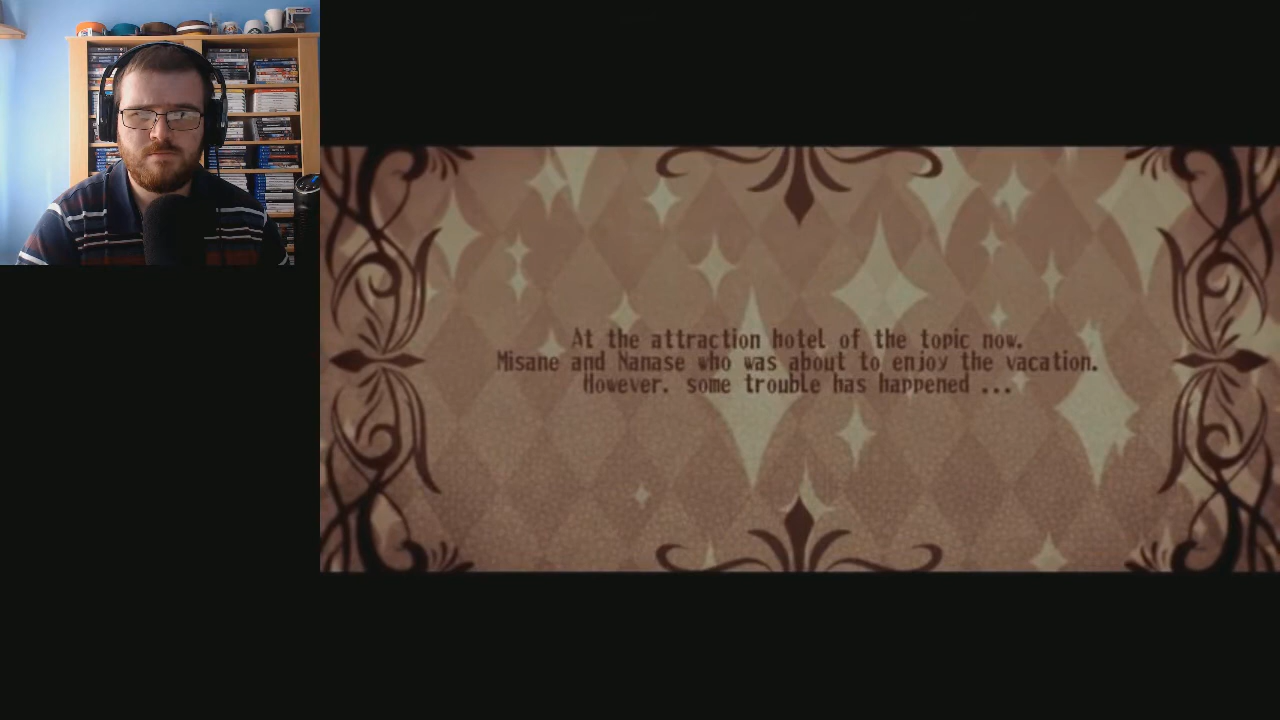 At the attraction hotel of the topic now.
Misane and Nanase who was about to enjoy the vacation.
However. some trouble has happened ...